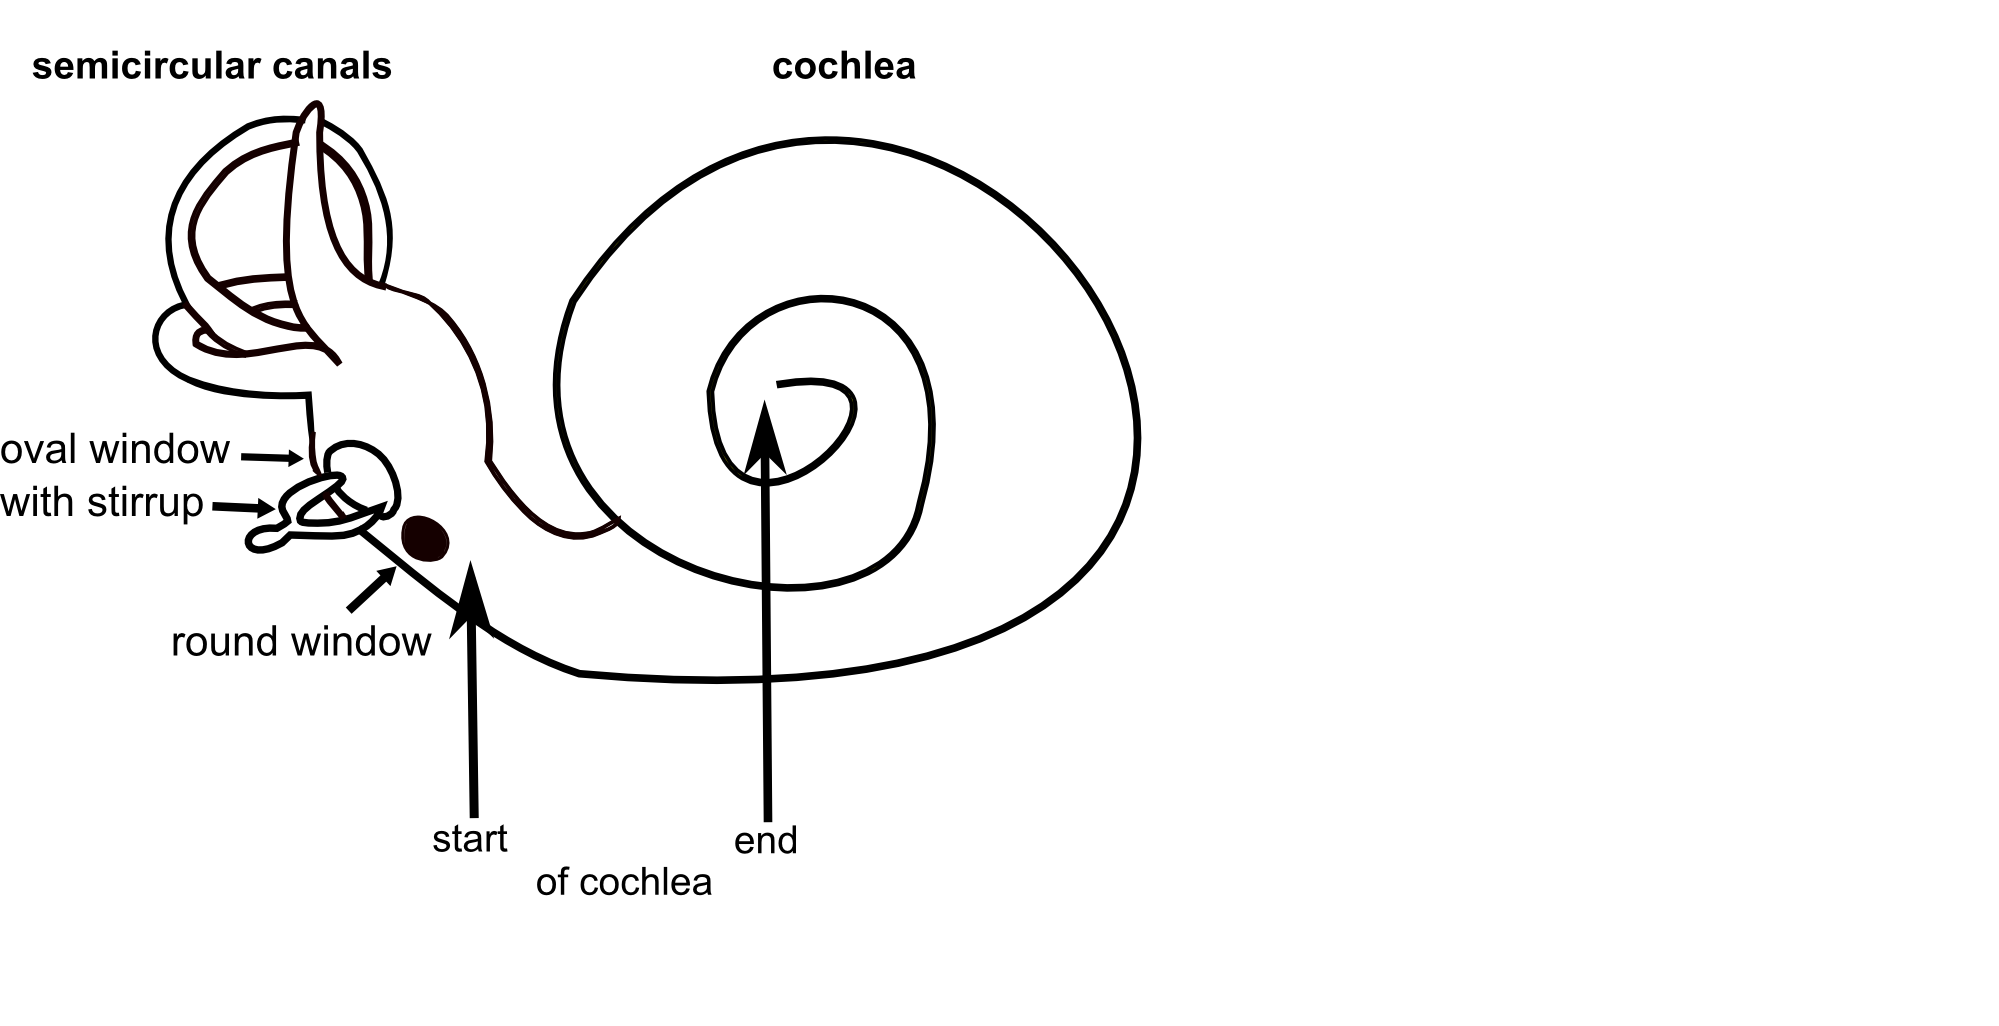 semicircular canals
cochlea
oval window
with stirrup
round window
start
end
of cochlea